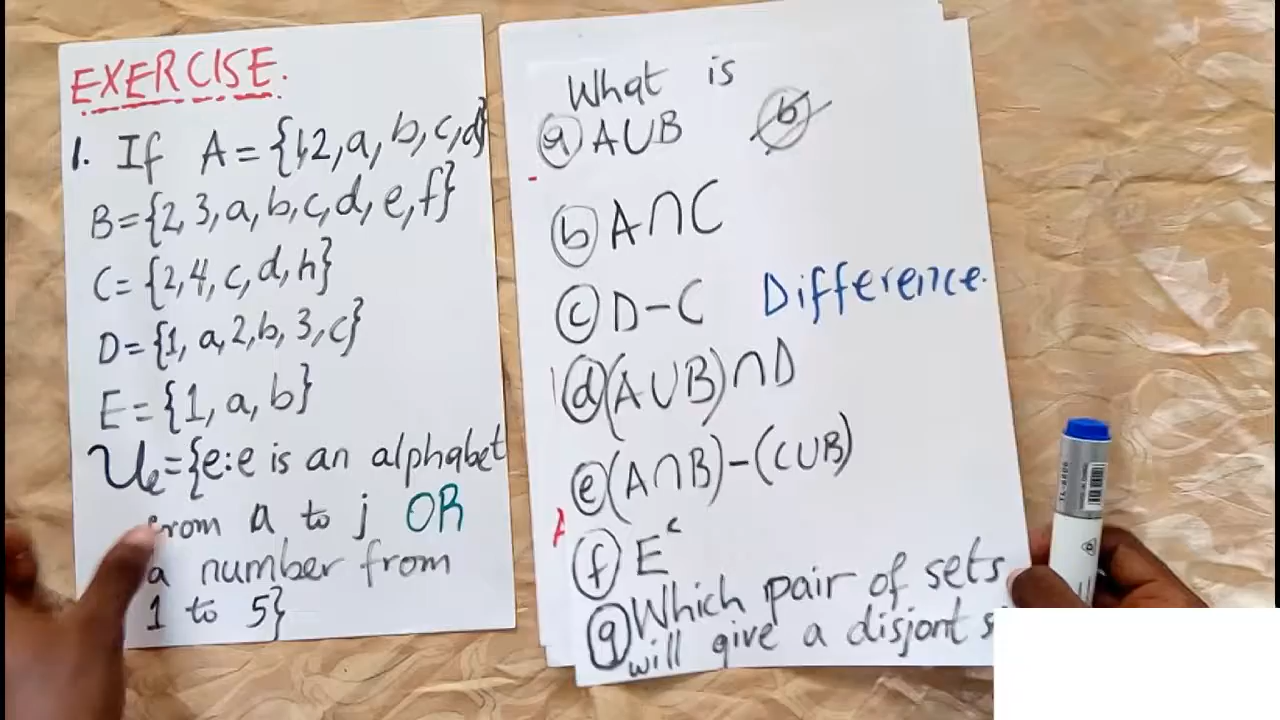 EXERCISE.
1. If A = {1,2,a,b,c,d}
B={2,3,a,b,c,d,e,f}
C={2,4,c,d,h}
D={1,a,2,b,3,c}
E={1,a,b}
U={e:e is an alphabet
from a to j OR
a number from
1 to 5}
What is
(a) A∪B (b)
(b) A∩C
(c) D-C Difference.
(d) (A∪B)∩D
(e) (A∩B)-(C∪B)
(f) E^c
(g) Which pair of sets
will give a disjont